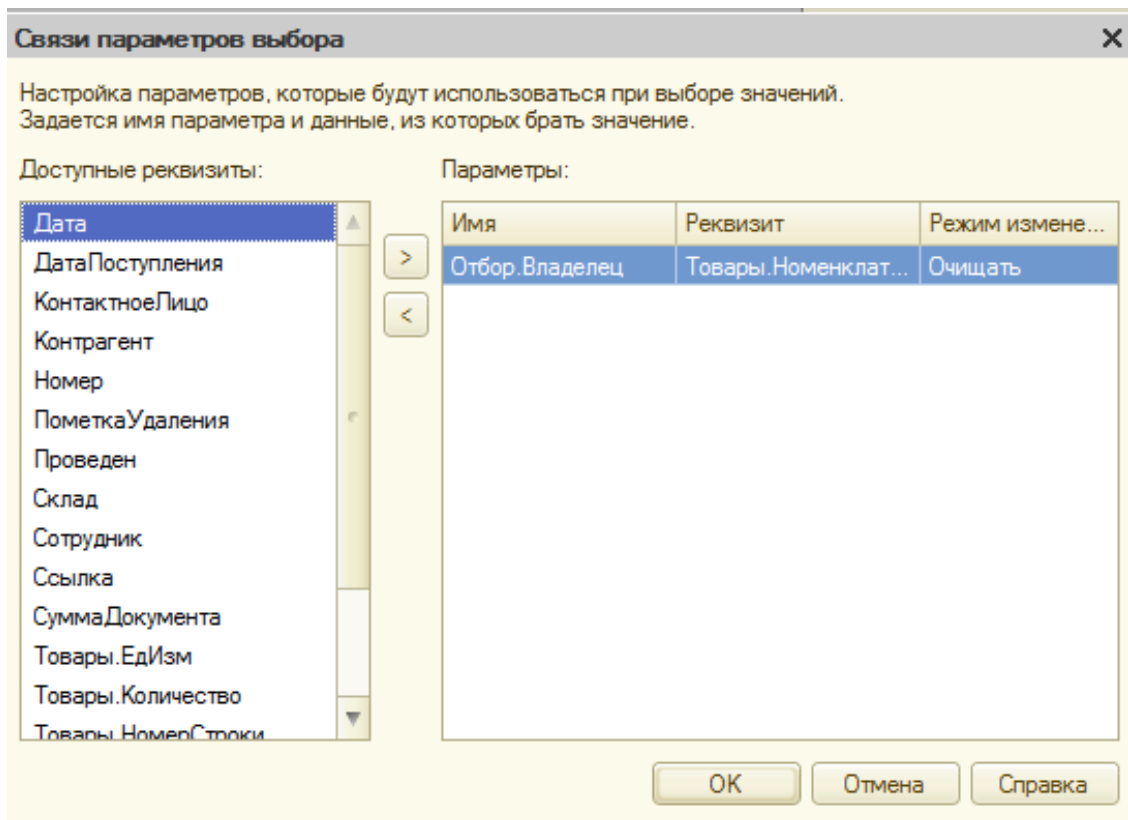 Связи параметров выбора
Настройка параметров, которые будут использоваться при выборе значений.
Задается имя параметра и данные, из которых брать значение.
Доступные реквизиты:
Параметры:
Дата
ДатаПоступления
КонтактноеЛицо
Контрагент
Номер
ПометкаУдаления
Проведен
Склад
Сотрудник
Ссылка
СуммаДокумента
Товары.ЕдИзм
Товары.Количество
Товары.НомерСтроки
>
<
Имя Реквизит Режим измене...
Отбор.Владелец Товары.Номенклат... Очищать
OK Отмена Справка